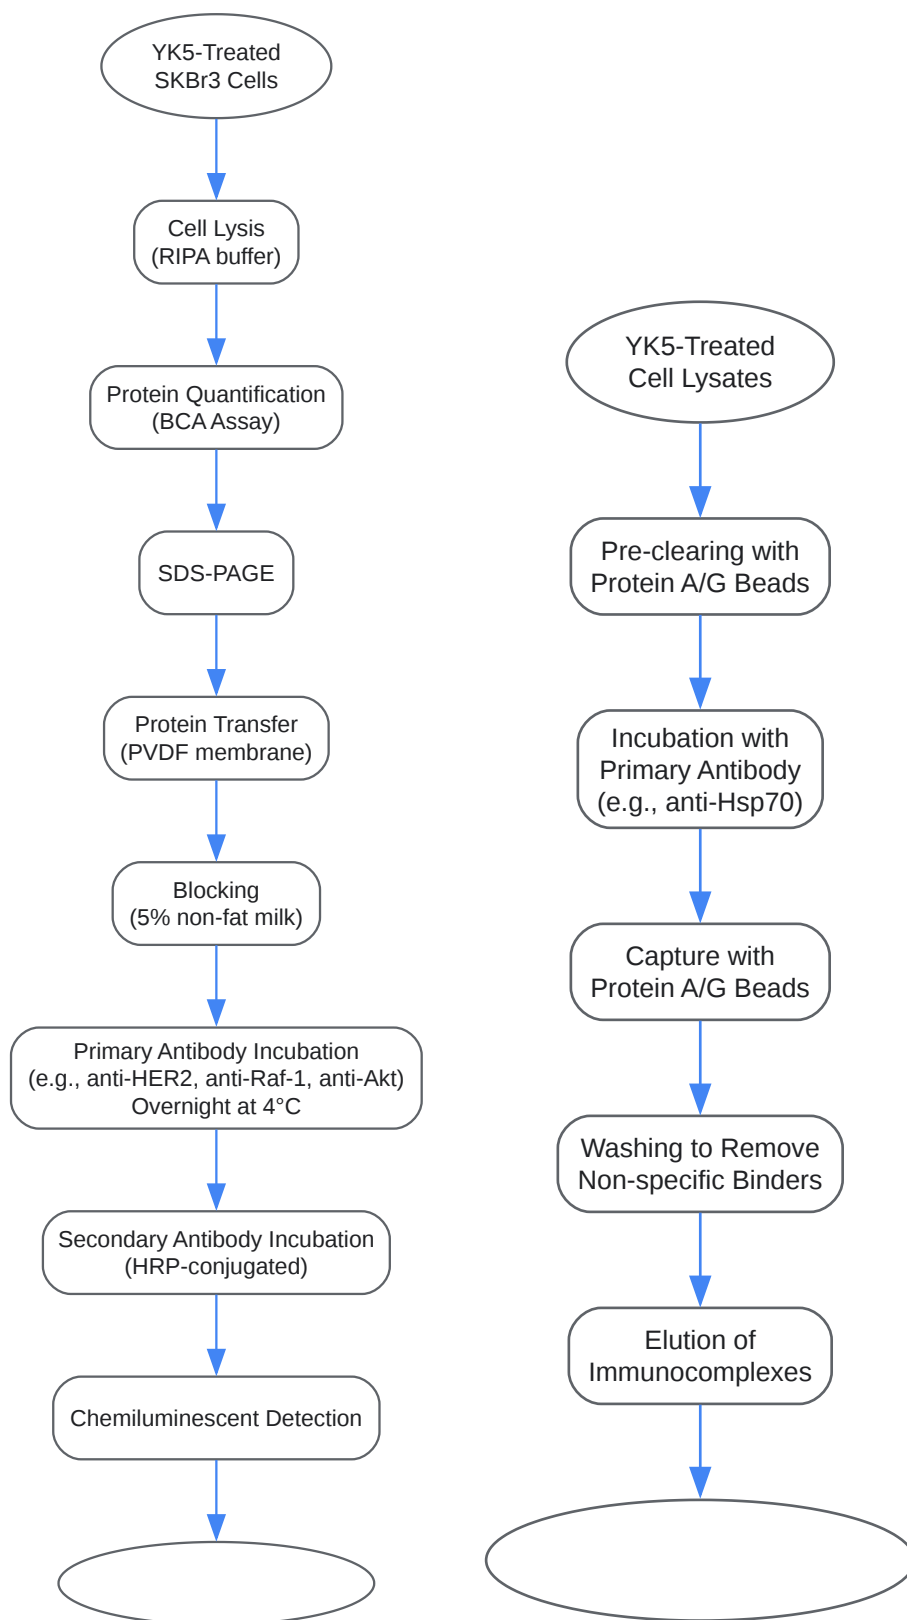 YK5-Treated
SKBr3 Cells
Cell Lysis
(RIPA buffer)
Protein Quantification
(BCA Assay)
SDS-PAGE
Protein Transfer
(PVDF membrane)
Blocking
(5% non-fat milk)
Primary Antibody Incubation
(e.g., anti-HER2, anti-Raf-1, anti-Akt)
Overnight at 4°C
Secondary Antibody Incubation
(HRP-conjugated)
Chemiluminescent Detection
YK5-Treated
Cell Lysates
Pre-clearing with
Protein A/G Beads
Incubation with
Primary Antibody
(e.g., anti-Hsp70)
Capture with
Protein A/G Beads
Washing to Remove
Non-specific Binders
Elution of
Immunocomplexes